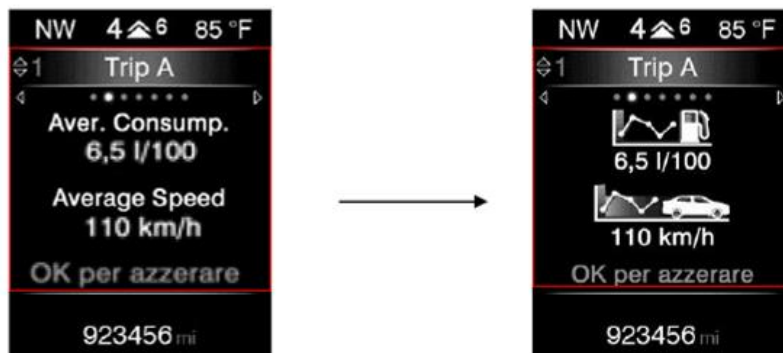 NW 4 6 85 °F
1 Trip A
Aver. Consump.
6,5 l/100
Average Speed
110 km/h
OK per azzerare
923456 mi
NW 4 6 85 °F
1 Trip A
6,5 l/100
110 km/h
OK per azzerare
923456 mi